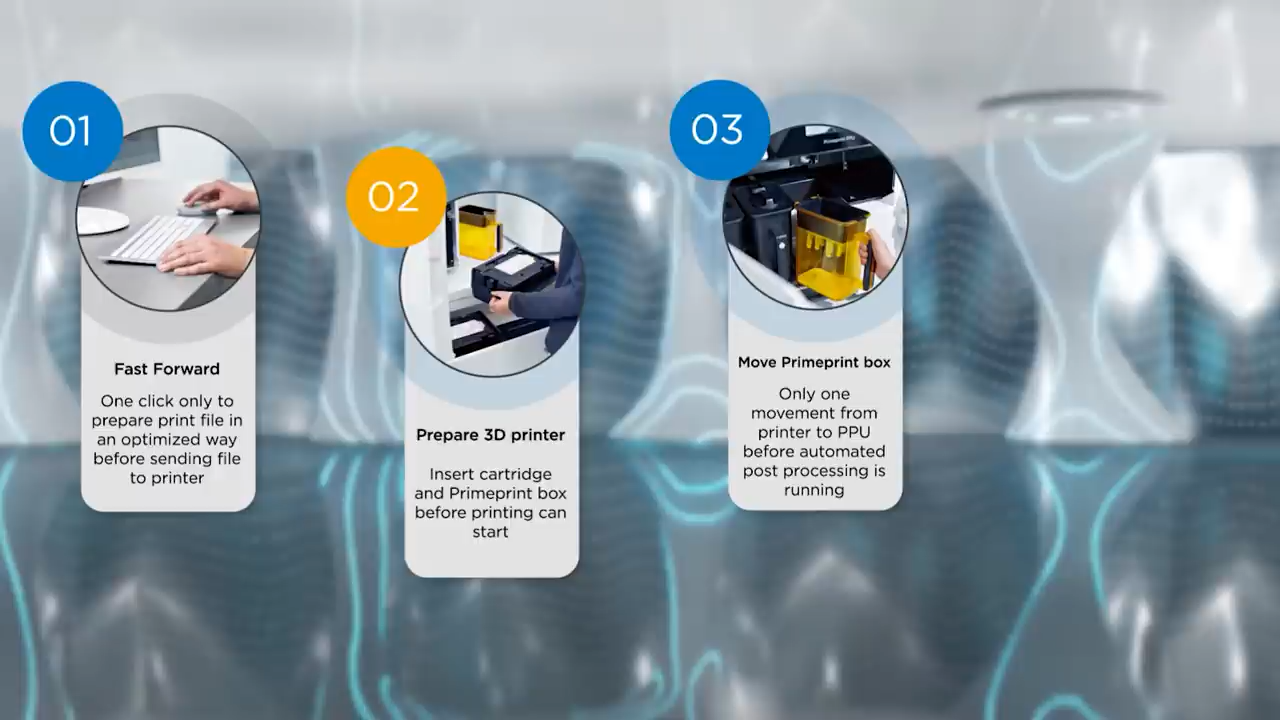 01
Fast Forward
One click only to
prepare print file in
an optimized way
before sending file
to printer
02
Prepare 3D printer
Insert cartridge
and Primeprint box
before printing can
start
03
Move Primeprint box
Only one
movement from
printer to PPU
before automated
post processing is
running